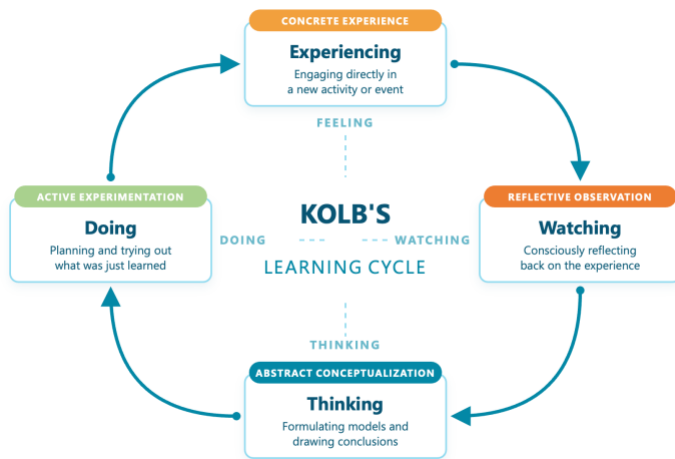 CONCRETE EXPERIENCE
Experiencing
Engaging directly in
a new activity or event
FEELING
ACTIVE EXPERIMENTATION
Doing
Planning and trying out
what was just learned
DOING
KOLB'S
LEARNING CYCLE
WATCHING
REFLECTIVE OBSERVATION
Watching
Consciously reflecting
back on the experience
THINKING
ABSTRACT CONCEPTUALIZATION
Thinking
Formulating models and
drawing conclusions